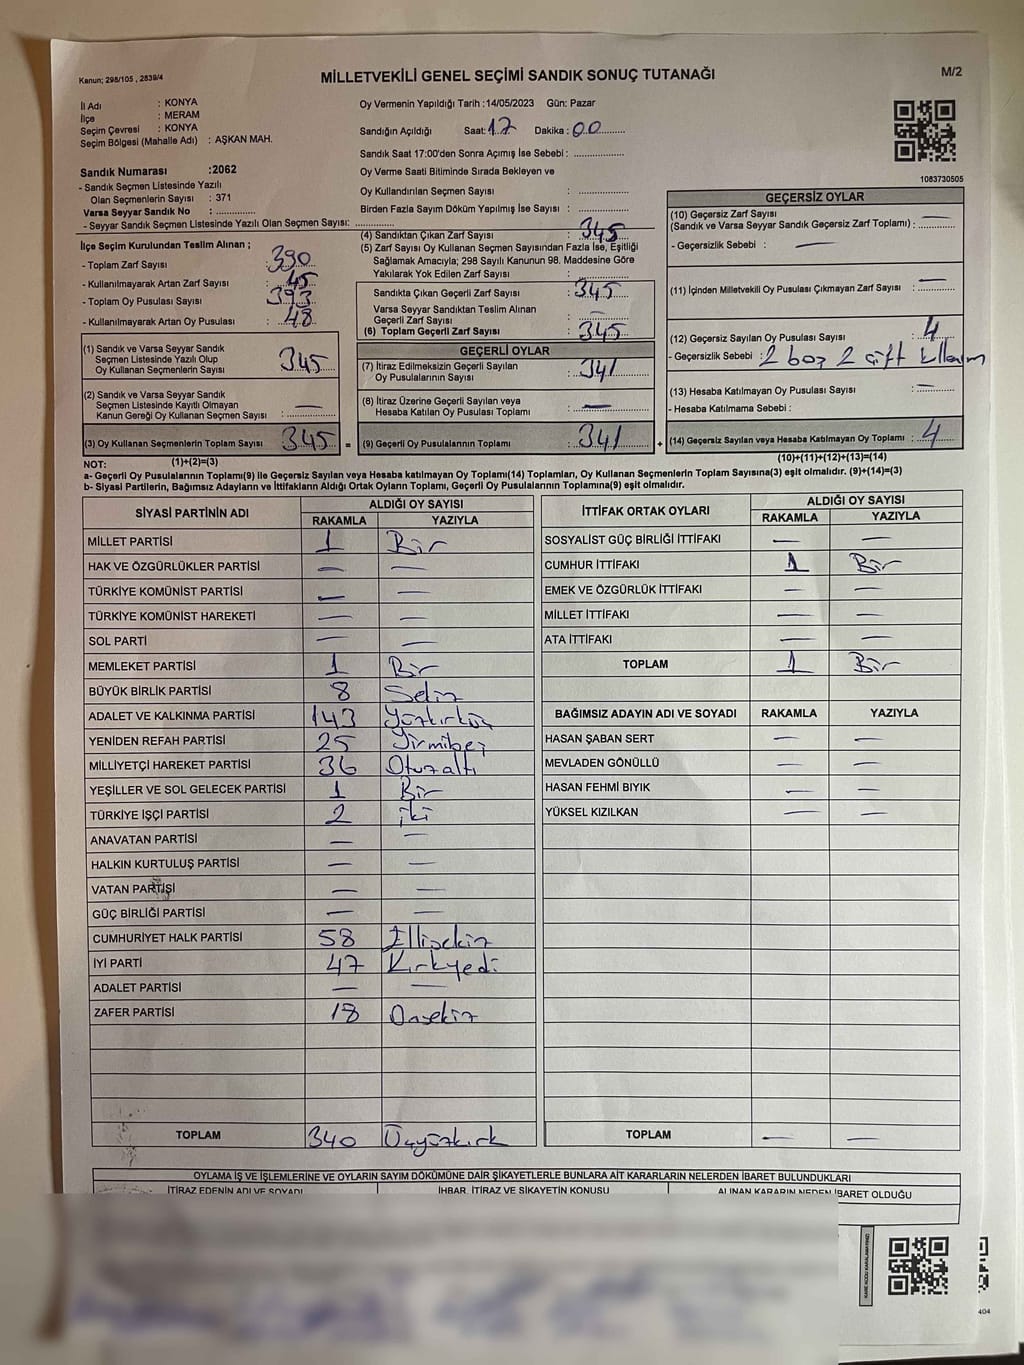 Kanun; 298/105 , 2839/4
MİLLETVEKİLİ GENEL SEÇİMİ SANDIK SONUÇ TUTANAĞI
M/2
İl Adı : KONYA
İlçe : MERAM
Seçim Çevresi : KONYA
Seçim Bölgesi (Mahalle Adı) : AŞKAN MAH.
Oy Vermenin Yapıldığı Tarih :14/05/2023 Gün: Pazar
Sandığın Açıldığı Saat: 17 Dakika : 00
Sandık Saat 17:00'den Sonra Açımış İse Sebebi :
Oy Verme Saati Bitiminde Sırada Bekleyen ve
Oy Kullandırılan Seçmen Sayısı :
Birden Fazla Sayım Döküm Yapılmış İse Sayısı :
1083730505
Sandık Numarası :2062
- Sandık Seçmen Listesinde Yazılı
Olan Seçmenlerin Sayısı : 371
Varsa Seyyar Sandık No :
- Seyyar Sandık Seçmen Listesinde Yazılı Olan Seçmen Sayısı:
İlçe Seçim Kurulundan Teslim Alınan ;
- Toplam Zarf Sayısı : 390
- Kullanılmayarak Artan Zarf Sayısı : 45
- Toplam Oy Pusulası Sayısı : 393
- Kullanılmayarak Artan Oy Pusulası : 48
(4) Sandıktan Çıkan Zarf Sayısı : 345
(5) Zarf Sayısı Oy Kullanan Seçmen Sayısından Fazla İse, Eşitliği
Sağlamak Amacıyla; 298 Sayılı Kanunun 98. Maddesine Göre
Yakılarak Yok Edilen Zarf Sayısı :
Sandıkta Çıkan Geçerli Zarf Sayısı : 345
Varsa Seyyar Sandıktan Teslim Alınan
Geçerli Zarf Sayısı : —
(6) Toplam Geçerli Zarf Sayısı : 345
GEÇERSİZ OYLAR
(10) Geçersiz Zarf Sayısı
(Sandık ve Varsa Seyyar Sandık Geçersiz Zarf Toplamı) : —
- Geçersizlik Sebebi : —
(11) İçinden Milletvekili Oy Pusulası Çıkmayan Zarf Sayısı : —
(12) Geçersiz Sayılan Oy Pusulası Sayısı : 4
- Geçersizlik Sebebi : 2 boş 2 çift kllanım
(13) Hesaba Katılmayan Oy Pusulası Sayısı : —
- Hesaba Katılmama Sebebi :
(14) Geçersiz Sayılan veya Hesaba Katılmayan Oy Toplamı : 4
(10)+(11)+(12)+(13)=(14)
(1) Sandık ve Varsa Seyyar Sandık
Seçmen Listesinde Yazılı Olup
Oy Kullanan Seçmenlerin Sayısı : 345
(2) Sandık ve Varsa Seyyar Sandık
Seçmen Listesinde Kayıtlı Olmayan
Kanun Gereği Oy Kullanan Seçmen Sayısı : —
(3) Oy Kullanan Seçmenlerin Toplam Sayısı : 345 =
GEÇERLİ OYLAR
(7) İtiraz Edilmeksizin Geçerli Sayılan
Oy Pusulalarının Sayısı : 341
(8) İtiraz Üzerine Geçerli Sayılan veya
Hesaba Katılan Oy Pusulası Toplamı : —
(9) Geçerli Oy Pusulalarının Toplamı : 341 +
NOT: (1)+(2)=(3)
a- Geçerli Oy Pusulalarının Toplamı(9) ile Geçersiz Sayılan veya Hesaba katılmayan Oy Toplamı(14) Toplamları, Oy Kullanan Seçmenlerin Toplam Sayısına(3) eşit olmalıdır. (9)+(14)=(3)
b- Siyasi Partilerin, Bağımsız Adayların ve İttifakların Aldığı Ortak Oyların Toplamı, Geçerli Oy Pusulalarının Toplamına(9) eşit olmalıdır.
SİYASİ PARTİNİN ADI ALDIĞI OY SAYISI
RAKAMLA YAZIYLA
MİLLET PARTİSİ 1 Bir
HAK VE ÖZGÜRLÜKLER PARTİSİ — —
TÜRKİYE KOMÜNİST PARTİSİ — —
TÜRKİYE KOMÜNİST HAREKETİ — —
SOL PARTİ — —
MEMLEKET PARTİSİ 1 Bir
BÜYÜK BİRLİK PARTİSİ 8 Sekiz
ADALET VE KALKINMA PARTİSİ 143 Yüzkırküç
YENİDEN REFAH PARTİSİ 25 Yirmibeş
MİLLİYETÇİ HAREKET PARTİSİ 36 Otuzaltı
YEŞİLLER VE SOL GELECEK PARTİSİ 1 Bir
TÜRKİYE İŞÇİ PARTİSİ 2 iki
ANAVATAN PARTİSİ — —
HALKIN KURTULUŞ PARTİSİ — —
VATAN PARTİSİ — —
GÜÇ BİRLİĞİ PARTİSİ — —
CUMHURİYET HALK PARTİSİ 58 Ellisekiz
İYİ PARTİ 47 Kırkyedi
ADALET PARTİSİ — —
ZAFER PARTİSİ 18 Onsekiz
TOPLAM 340 Üçyüzkırk
İTTİFAK ORTAK OYLARI ALDIĞI OY SAYISI
RAKAMLA YAZIYLA
SOSYALİST GÜÇ BİRLİĞİ İTTİFAKI — —
CUMHUR İTTİFAKI 1 Bir
EMEK VE ÖZGÜRLÜK İTTİFAKI — —
MİLLET İTTİFAKI — —
ATA İTTİFAKI — —
TOPLAM 1 Bir
BAĞIMSIZ ADAYIN ADI VE SOYADI RAKAMLA YAZIYLA
HASAN ŞABAN SERT — —
MEVLADEN GÖNÜLLÜ — —
HASAN FEHMİ BIYIK — —
YÜKSEL KIZILKAN — —
TOPLAM — —
OYLAMA İŞ VE İŞLEMLERİNE VE OYLARIN SAYIM DÖKÜMÜNE DAİR ŞİKAYETLERLE BUNLARA AİT KARARLARIN NELERDEN İBARET BULUNDUKLARI
İTİRAZ EDENİN ADI VE SOYADI İHBAR, İTİRAZ VE ŞİKAYETİN KONUSU ALINAN KARARIN NEDEN İBARET OLDUĞU
KARE KODU KARALAMAYINIZ!
404